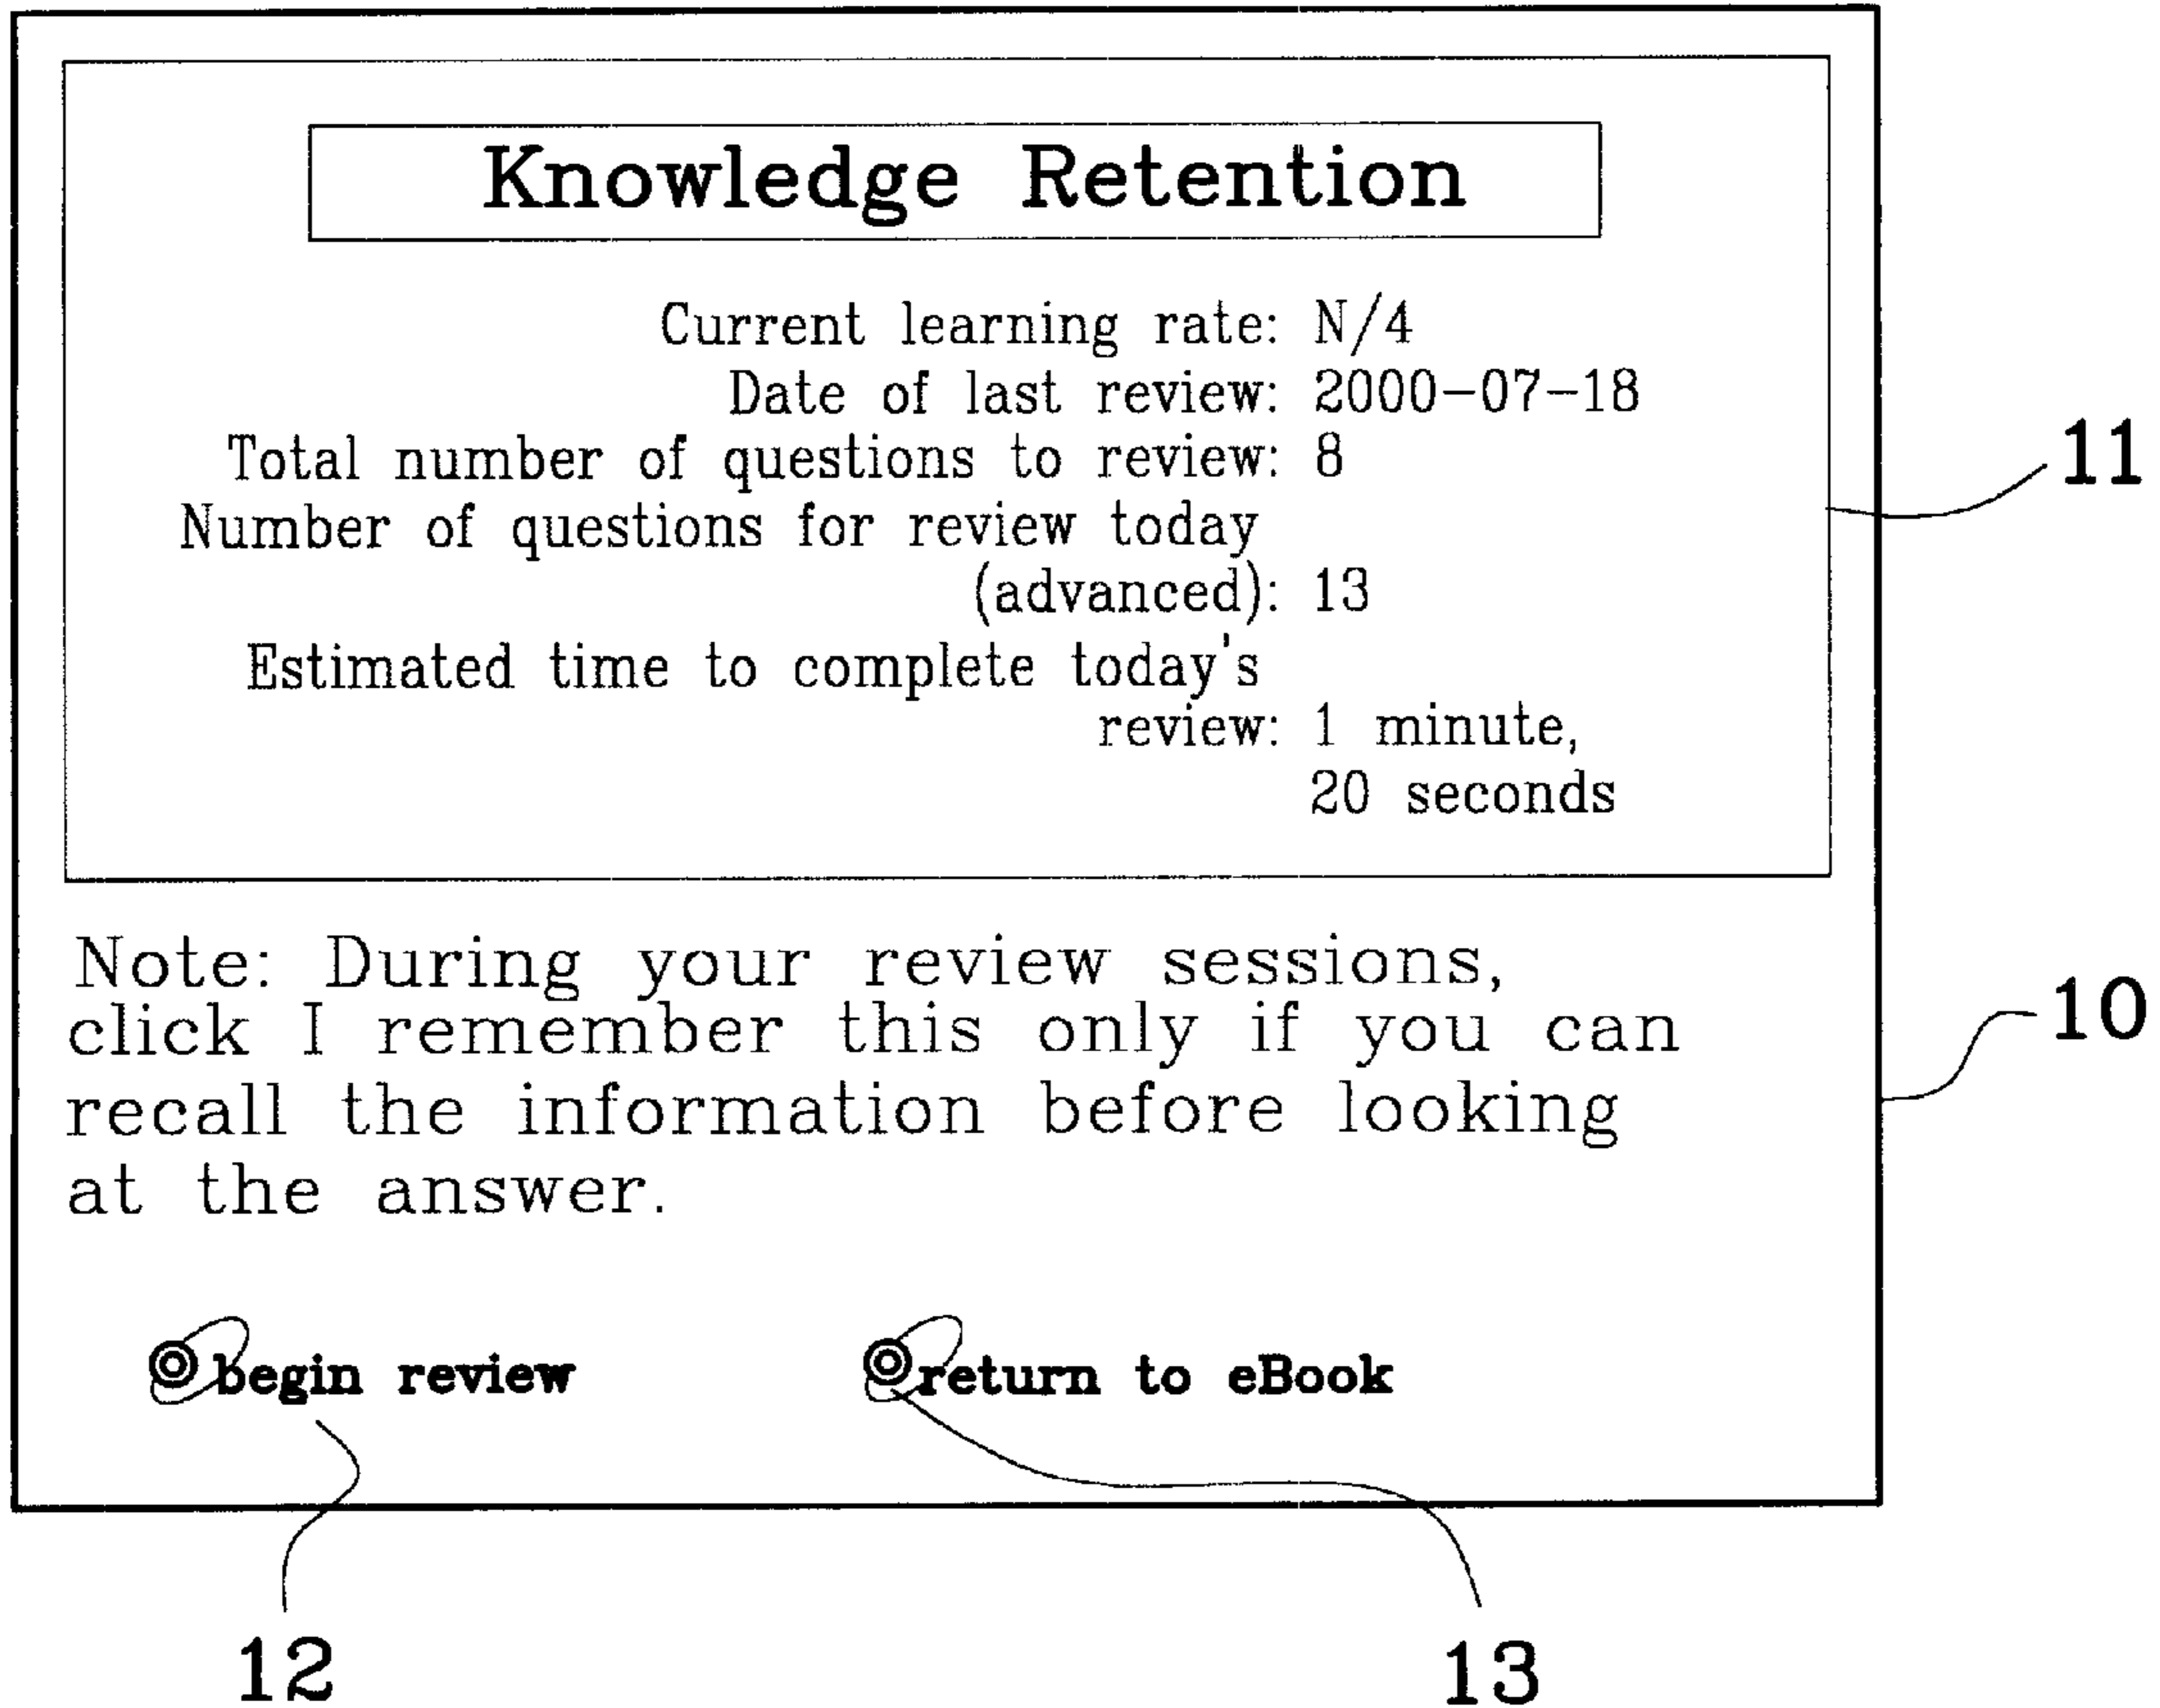 Knowledge Retention
Current learning rate: N/4
Date of last review: 2000-07-18
Total number of questions to review: 8
Number of questions for review today
(advanced): 13
Estimated time to complete today's
review: 1 minute,
20 seconds
11
Note: During your review sessions,
click I remember this only if you can
recall the information before looking
at the answer.
10
begin review
return to eBook
12
13